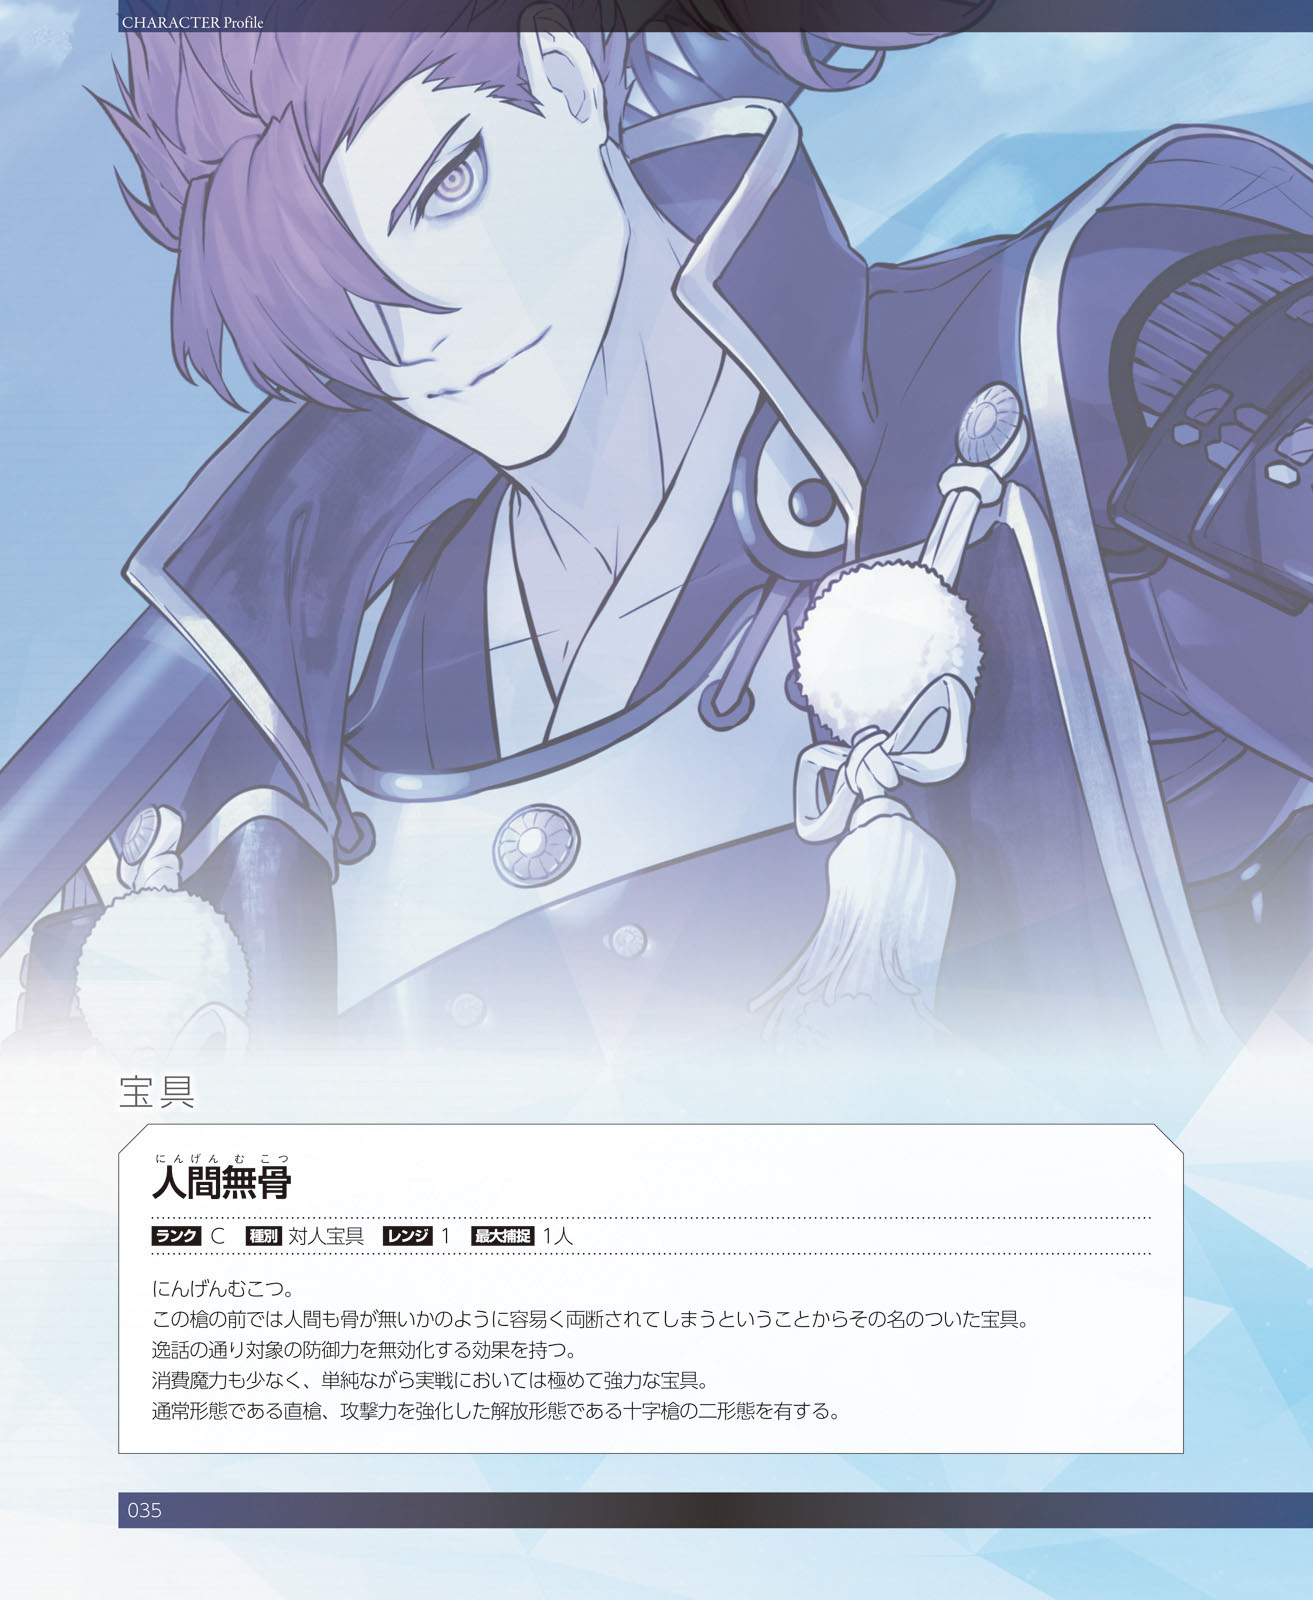 CHARACTER Profile
宝具
にんげんむこつ
人間無骨
ランク C 種別 対人宝具 レンジ 1 最大捕捉 1人
にんげんむこつ。
この槍の前では人間も骨が無いかのように容易く両断されてしまうということからその名のついた宝具。
逸話の通り対象の防御力を無効化する効果を持つ。
消費魔力も少なく、単純ながら実戦においては極めて強力な宝具。
通常形態である直槍、攻撃力を強化した解放形態である十字槍の二形態を有する。
035